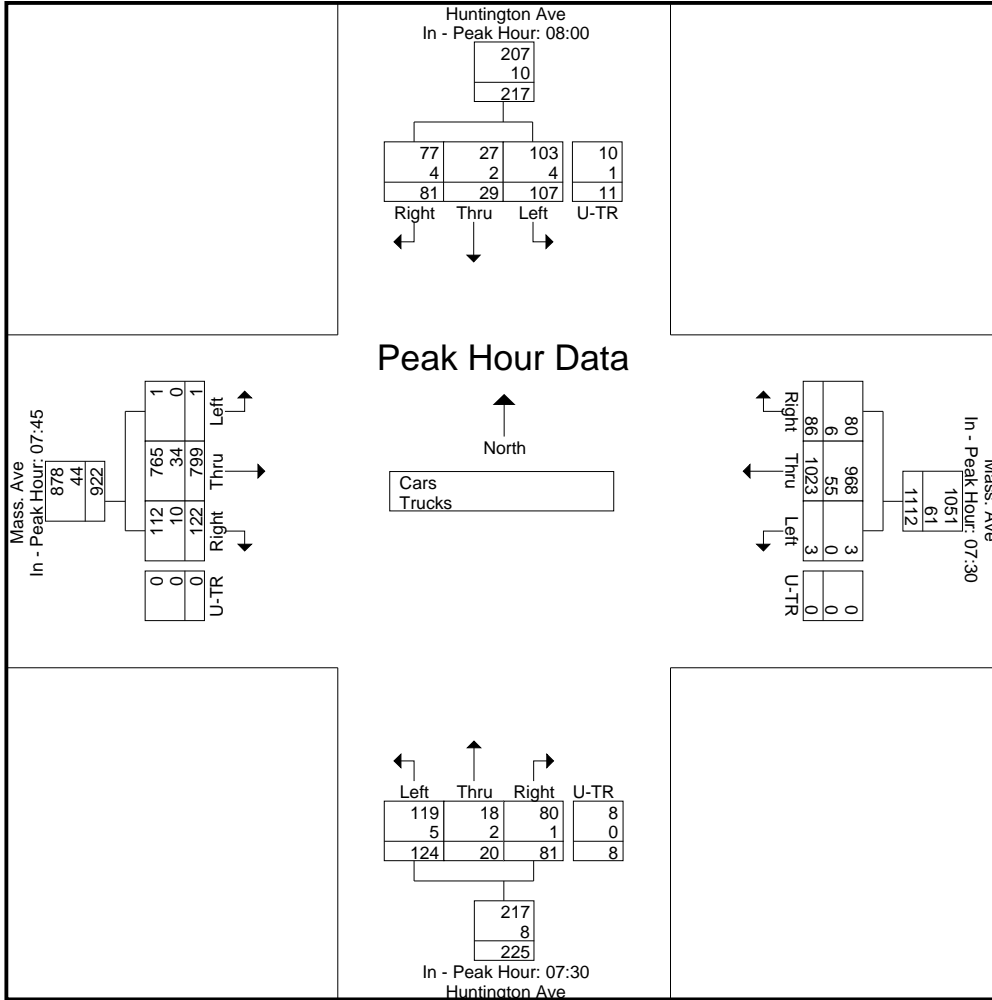 Huntington Ave
In - Peak Hour: 08:00
207
10
217
77 27 103 10
4 2 4 1
81 29 107 11
Right Thru Left U-TR
Peak Hour Data
North
Cars
Trucks
Mass. Ave
In - Peak Hour: 07:45
878
44
922
1 765 112 0
0 34 10 0
1 799 122 0
Left Thru Right U-TR
Mass. Ave
In - Peak Hour: 07:30
1051
61
1112
80 968 3 0
6 55 0 0
86 1023 3 0
Right Thru Left U-TR
Left Thru Right U-TR
119 18 80 8
5 2 1 0
124 20 81 8
217
8
225
In - Peak Hour: 07:30
Huntington Ave